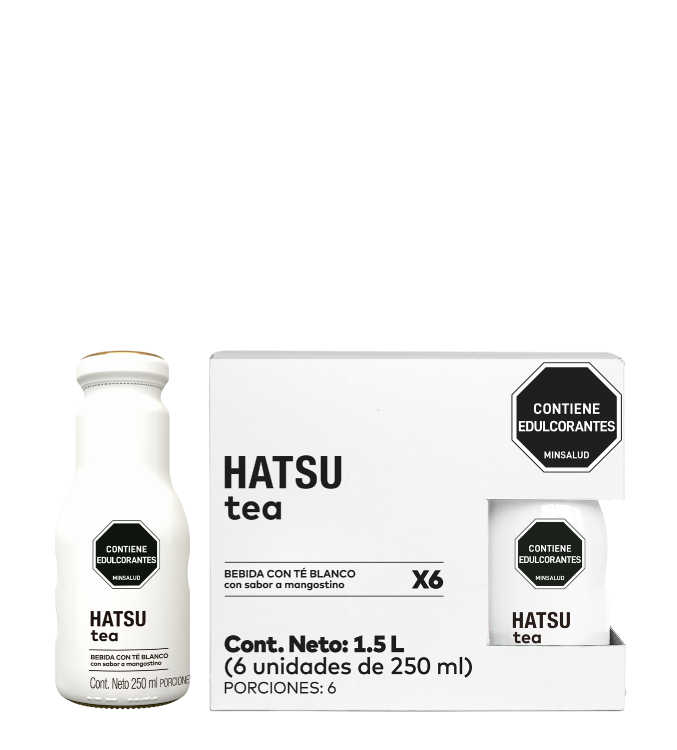 CONTIENE
EDULCORANTES
MINSALUD
HATSU
tea
BEBIDA CON TÉ BLANCO
con sabor a mangostino
Cont. Neto 250 ml
CONTIENE
EDULCORANTES
MINSALUD
HATSU
tea
BEBIDA CON TÉ BLANCO
con sabor a mangostino
X6
Cont. Neto: 1.5 L
(6 unidades de 250 ml)
PORCIONES: 6
CONTIENE
EDULCORANTES
MINSALUD
HATSU
tea